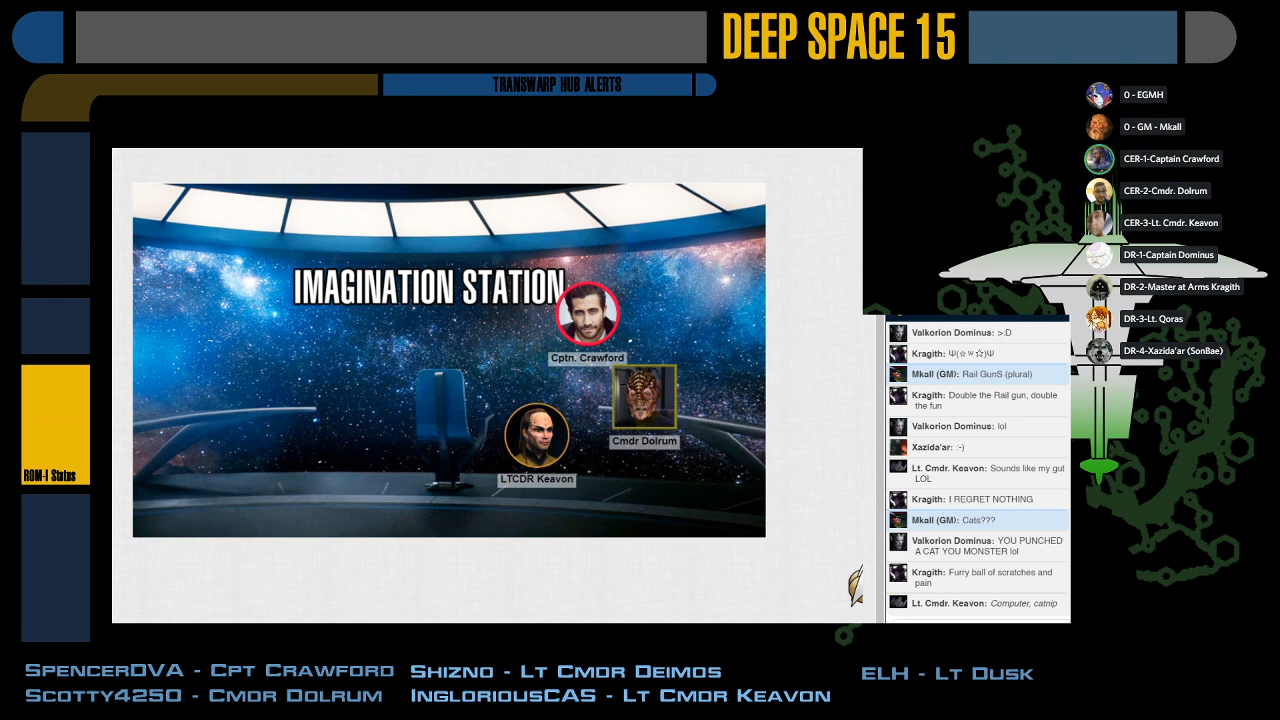 DEEP SPACE 15
TRANSWARP HUB ALERTS
0 - EGMH
0 - GM - Mkall
CER-1-Captain Crawford
CER-2-Cmdr. Dolrum
CER-3-Lt. Cmdr. Keavon
DR-1-Captain Dominus
DR-2-Master at Arms Kragith
DR-3-Lt. Qoras
DR-4-Xazida'ar (SonBae)
IMAGINATION STATION
Cptn. Crawford
Cmdr Dolrum
LTCDR Keavon
ROM-I Status
Valkorion Dominus: >:D
Kragith: Ψ(☆ʷ☆)Ψ
Mkall (GM): Rail GunS (plural)
Kragith: Double the Rail gun, double
the fun
Valkorion Dominus: lol
Xazida'ar: :-)
Lt. Cmdr. Keavon: Sounds like my gut
LOL
Kragith: I REGRET NOTHING
Mkall (GM): Cats???
Valkorion Dominus: YOU PUNCHED
A CAT YOU MONSTER lol
Kragith: Furry ball of scratches and
pain
Lt. Cmdr. Keavon: Computer, catnip
SpencerDVA - Cpt Crawford
Scotty4250 - Cmdr Dolrum
Shizno - Lt Cmdr Deimos
IngloriousCAS - Lt Cmdr Keavon
ELH - Lt Dusk